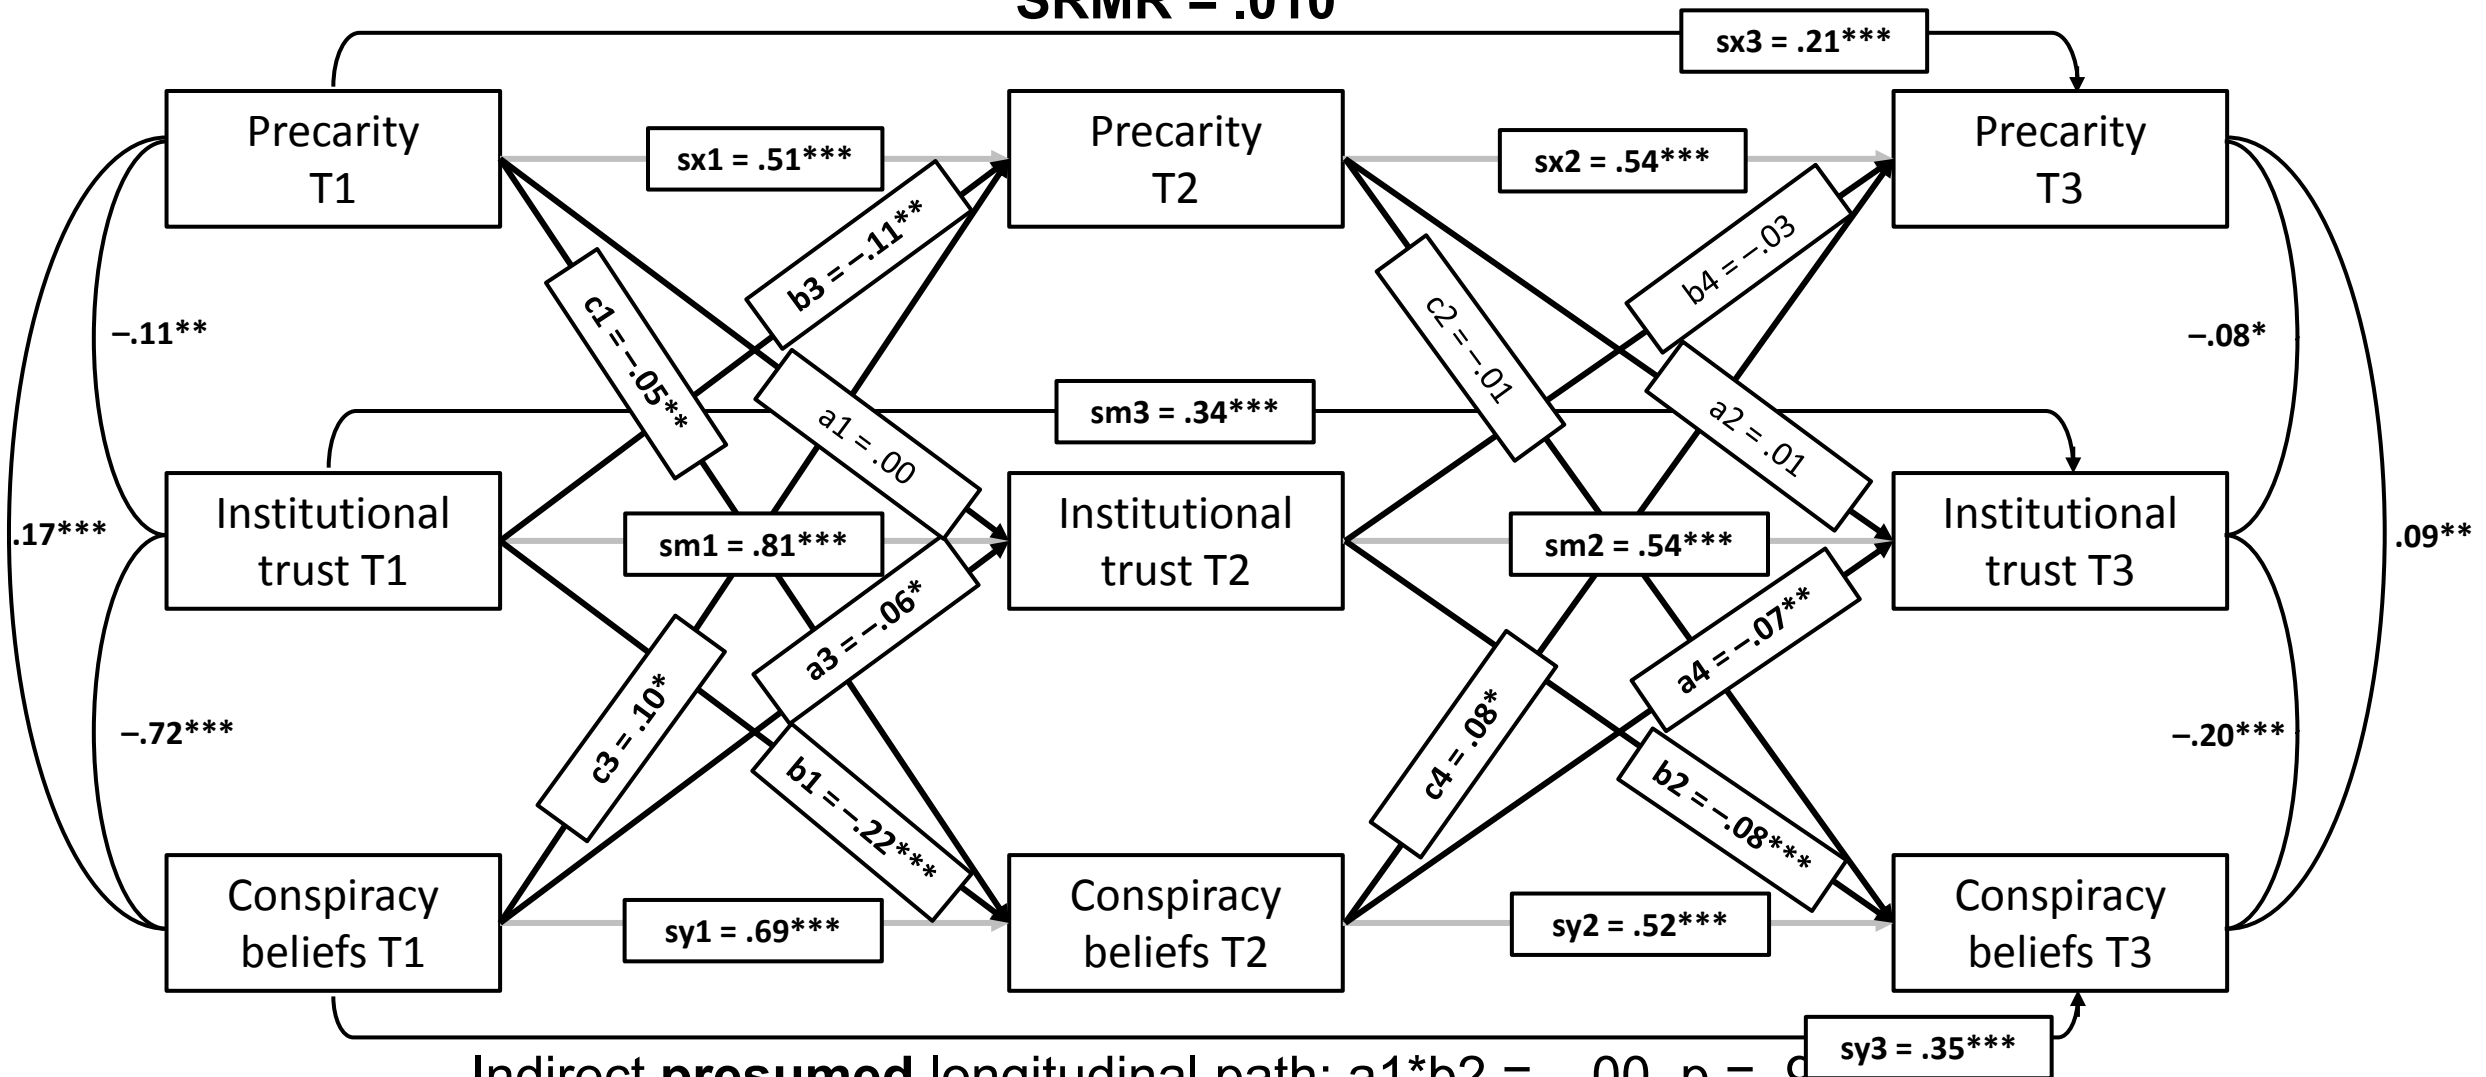 SRMR = .010
sx3 = .21***
Precarity
T1
Precarity
T2
Precarity
T3
sx1 = .51***
sx2 = .54***
b3 = –.11**
b4 = –.03
c1 = –.05**
c2 = –.01
–.11**
–.08*
a1 = .00
sm3 = .34***
a2 = .01
.17***
Institutional
trust T1
sm1 = .81***
Institutional
trust T2
sm2 = .54***
Institutional
trust T3
.09**
a3 = –.06*
a4 = –.07**
c3 = .10*
c4 = .08*
–.72***
–.20***
b1 = –.22***
b2 = –.08***
Conspiracy
beliefs T1
sy1 = .69***
Conspiracy
beliefs T2
sy2 = .52***
Conspiracy
beliefs T3
sy3 = .35***
Indirect presumed longitudinal path: a1*b2 = –.00, p = .9